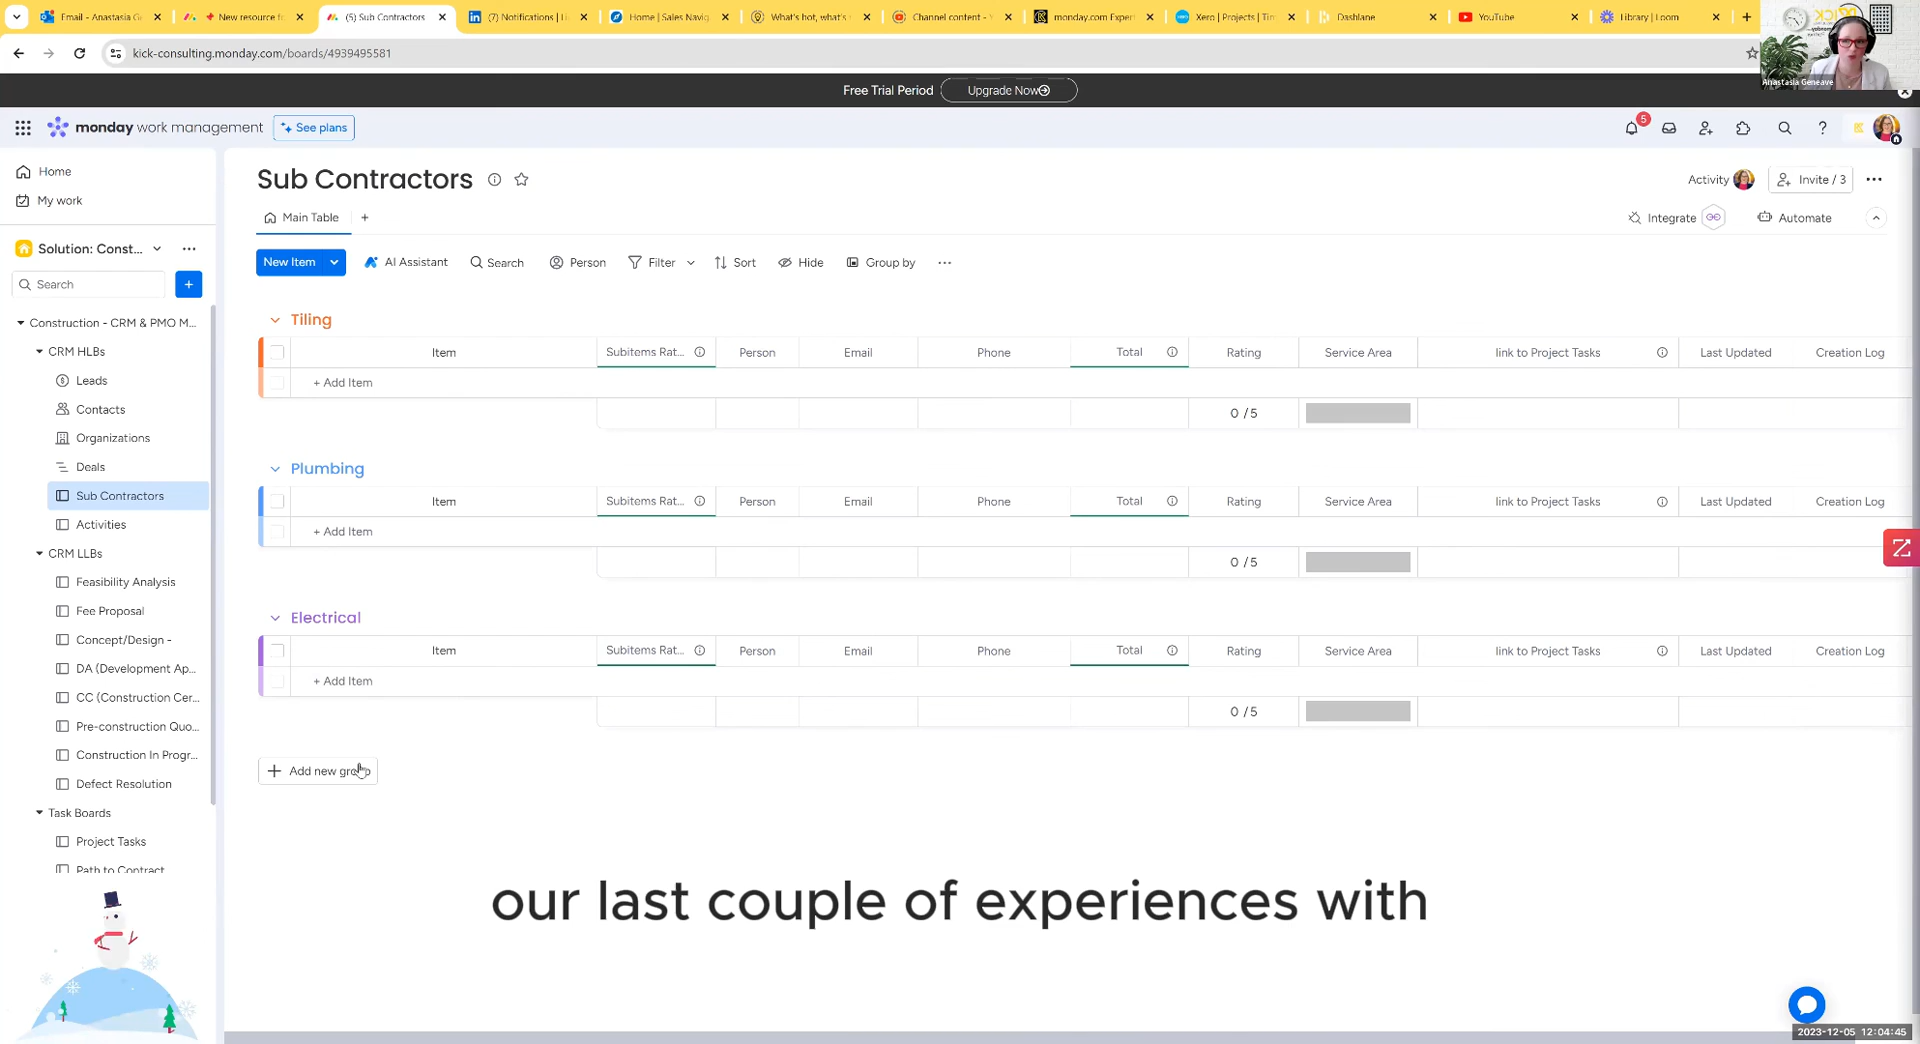 Email - Anastasia Ge
New resource fo
(5) Sub Contractors
(7) Notifications | Li
Home | Sales Navig
What's hot, what's
Channel content - Y
monday.com Exper
Xero | Projects | Tim
Dashlane
YouTube
Library | Loom
kick-consulting.monday.com/boards/4939495581
Anastasia Geneave
Free Trial Period
Upgrade Now
monday work management
See plans
5
Home
My work
Solution: Const...
Search
Construction - CRM & PMO M...
CRM HLBs
Leads
Contacts
Organizations
Deals
Sub Contractors
Activities
CRM LLBs
Feasibility Analysis
Fee Proposal
Concept/Design -
DA (Development Ap...
CC (Construction Cer...
Pre-construction Quo...
Construction In Progr...
Defect Resolution
Task Boards
Project Tasks
Path to Contract
Sub Contractors
Activity
Invite / 3
Main Table
Integrate
Automate
New Item
AI Assistant
Search
Person
Filter
Sort
Hide
Group by
Tiling
Item Subitems Rat... Person Email Phone Total Rating Service Area link to Project Tasks Last Updated Creation Log
+ Add Item
0 / 5
Plumbing
Item Subitems Rat... Person Email Phone Total Rating Service Area link to Project Tasks Last Updated Creation Log
+ Add Item
0 / 5
Electrical
Item Subitems Rat... Person Email Phone Total Rating Service Area link to Project Tasks Last Updated Creation Log
+ Add Item
0 / 5
Add new group
our last couple of experiences with
2023-12-05 12:04:45